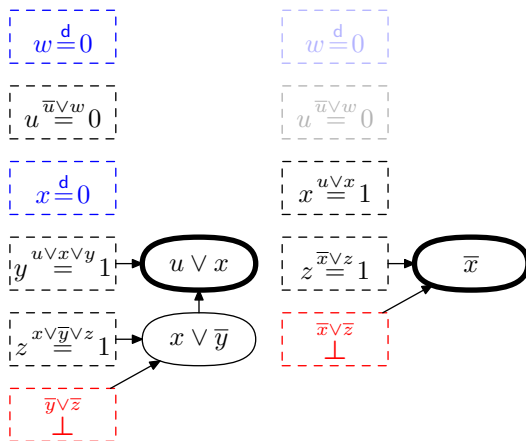 w d= 0
u u̅∨w= 0
x d= 0
y u∨x∨y= 1
u ∨ x
z x∨y̅∨z= 1
x ∨ y̅
y̅∨z̅
⊥
w d= 0
u u̅∨w= 0
x u∨x= 1
z x̅∨z= 1
x̅
x̅∨z̅
⊥